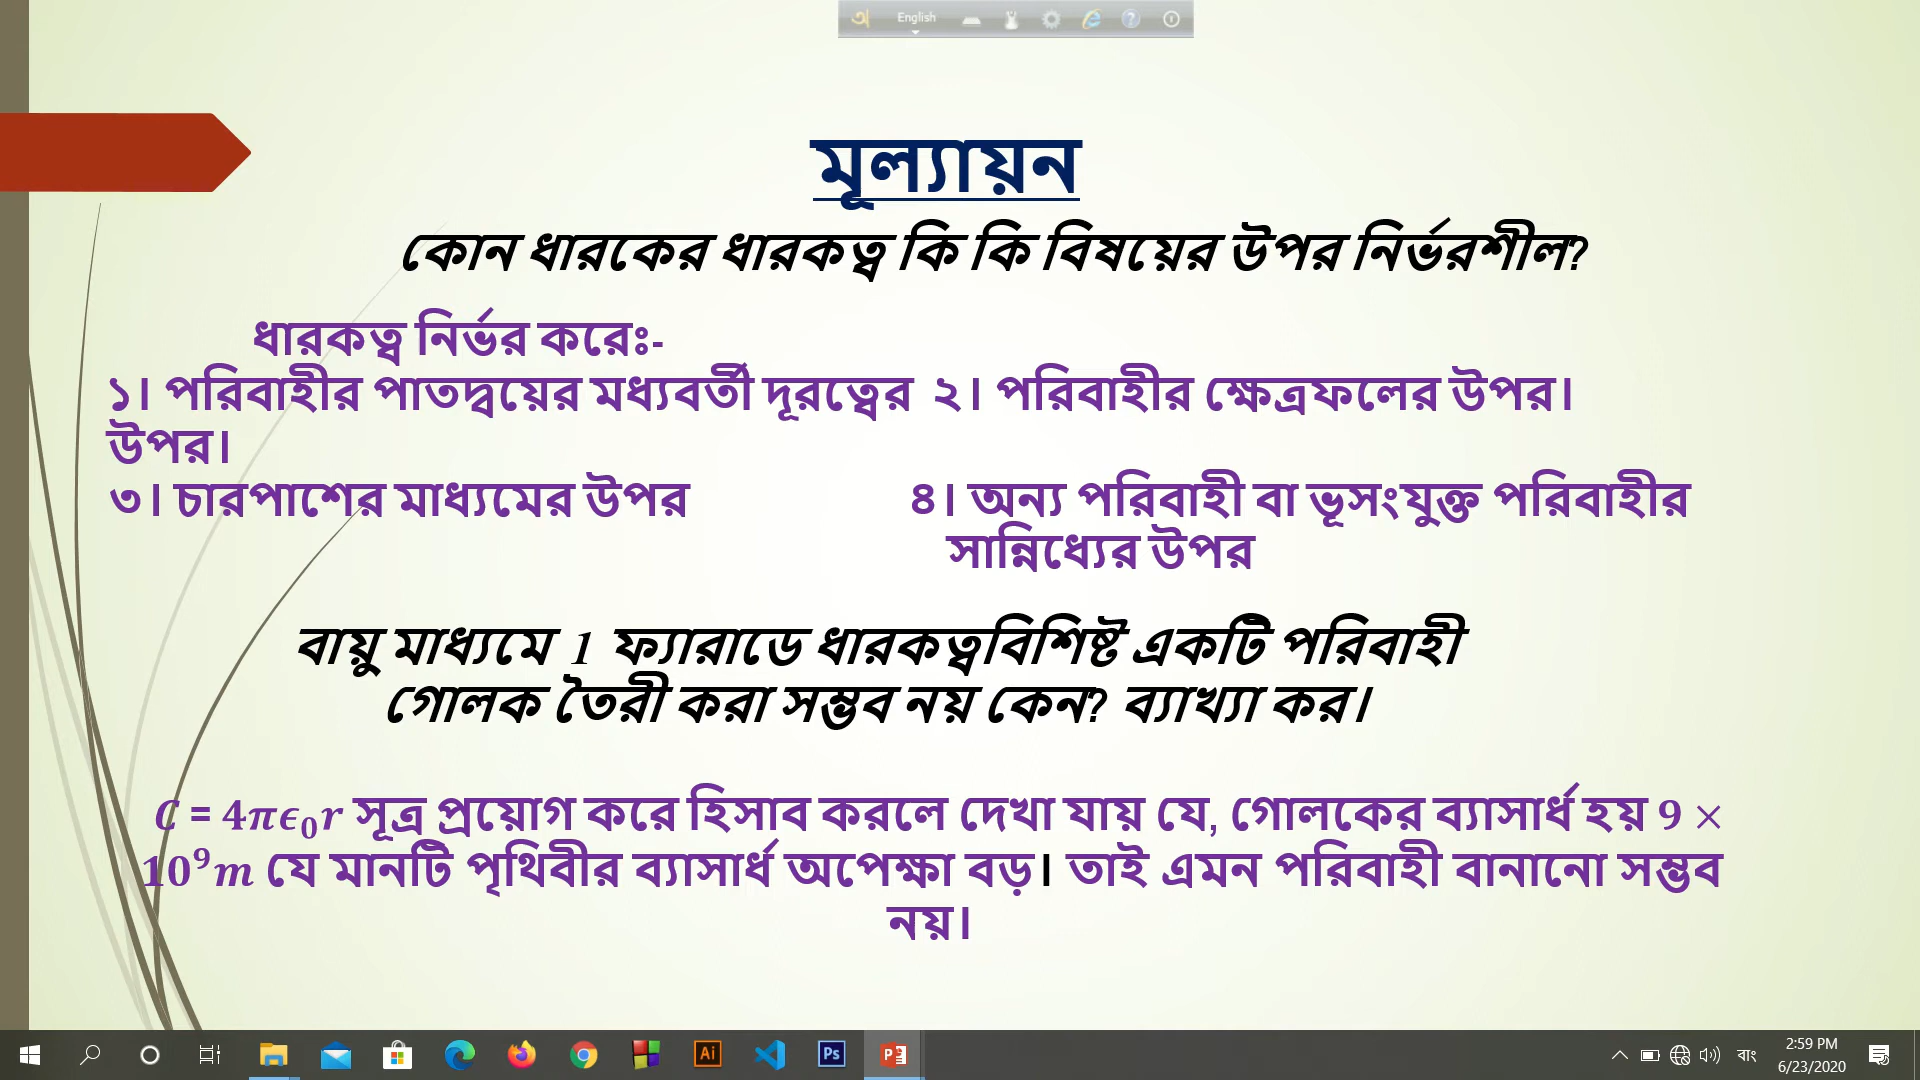 English
মূল্যায়ন
কোন ধারকের ধারকত্ব কি কি বিষয়ের উপর নির্ভরশীল?
ধারকত্ব নির্ভর করেঃ-
১। পরিবাহীর পাতদ্বয়ের মধ্যবর্তী দূরত্বের ২। পরিবাহীর ক্ষেত্রফলের উপর।
উপর।
৩। চারপাশের মাধ্যমের উপর ৪। অন্য পরিবাহী বা ভূসংযুক্ত পরিবাহীর
সান্নিধ্যের উপর
বায়ু মাধ্যমে 1 ফ্যারাডে ধারকত্ববিশিষ্ট একটি পরিবাহী
গোলক তৈরী করা সম্ভব নয় কেন? ব্যাখ্যা কর।
C = 4πϵ₀r সূত্র প্রয়োগ করে হিসাব করলে দেখা যায় যে, গোলকের ব্যাসার্ধ হয় 9 ×
10⁹m যে মানটি পৃথিবীর ব্যাসার্ধ অপেক্ষা বড়। তাই এমন পরিবাহী বানানো সম্ভব
নয়।
বাং
2:59 PM
6/23/2020